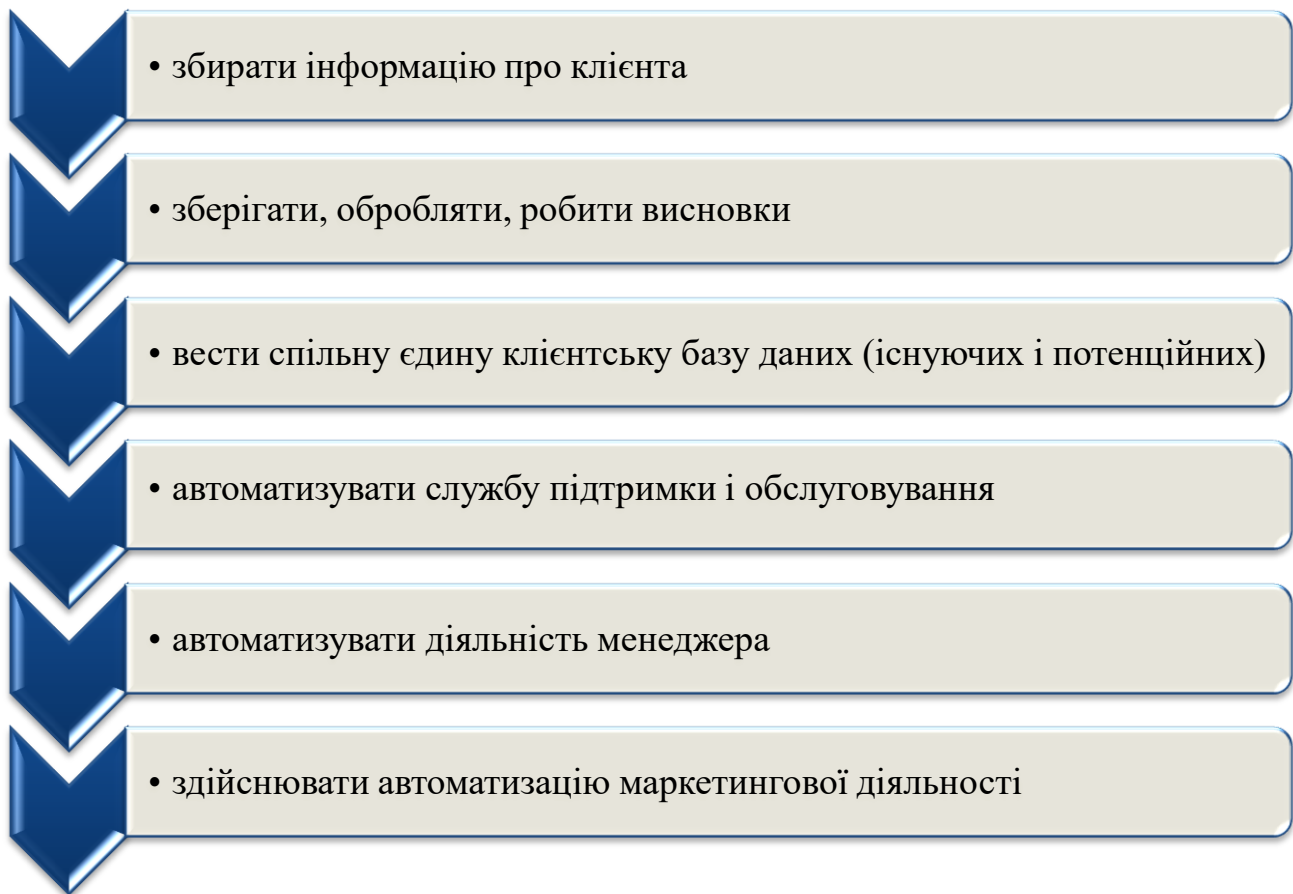 • збирати інформацію про клієнта
• зберігати, обробляти, робити висновки
• вести спільну єдину клієнтську базу даних (існуючих і потенційних)
• автоматизувати службу підтримки і обслуговування
• автоматизувати діяльність менеджера
• здійснювати автоматизацію маркетингової діяльності